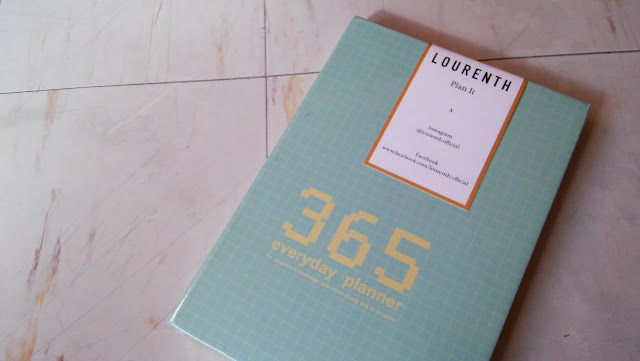 LOURENTH
Plan It
x
Instagram
@lourenth.official
Facebook
www.facebook.com/lourenth.official
365
everyday planner